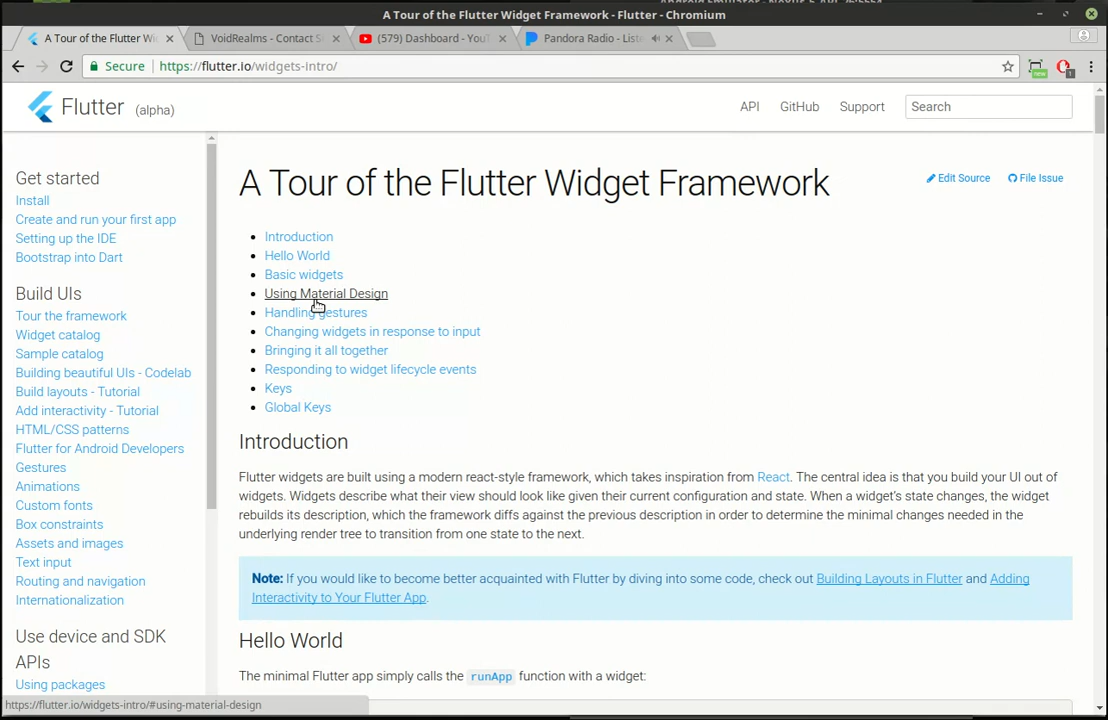 A Tour of the Flutter Widget Framework - Flutter - Chromium
A Tour of the Flutter Wi
VoidRealms - Contact S
(579) Dashboard - You
Pandora Radio - Liste
Secure
https://flutter.io/widgets-intro/
new
1
Flutter (alpha)
API
GitHub
Support
Search
Get started
Install
Create and run your first app
Setting up the IDE
Bootstrap into Dart
Build UIs
Tour the framework
Widget catalog
Sample catalog
Building beautiful UIs - Codelab
Build layouts - Tutorial
Add interactivity - Tutorial
HTML/CSS patterns
Flutter for Android Developers
Gestures
Animations
Custom fonts
Box constraints
Assets and images
Text input
Routing and navigation
Internationalization
Use device and SDK
APIs
Using packages
A Tour of the Flutter Widget Framework
Edit Source
File Issue
Introduction
Hello World
Basic widgets
Using Material Design
Handling gestures
Changing widgets in response to input
Bringing it all together
Responding to widget lifecycle events
Keys
Global Keys
Introduction
Flutter widgets are built using a modern react-style framework, which takes inspiration from React. The central idea is that you build your UI out of
widgets. Widgets describe what their view should look like given their current configuration and state. When a widget's state changes, the widget
rebuilds its description, which the framework diffs against the previous description in order to determine the minimal changes needed in the
underlying render tree to transition from one state to the next.
Note: If you would like to become better acquainted with Flutter by diving into some code, check out Building Layouts in Flutter and Adding
Interactivity to Your Flutter App.
Hello World
The minimal Flutter app simply calls the runApp function with a widget:
https://flutter.io/widgets-intro/#using-material-design